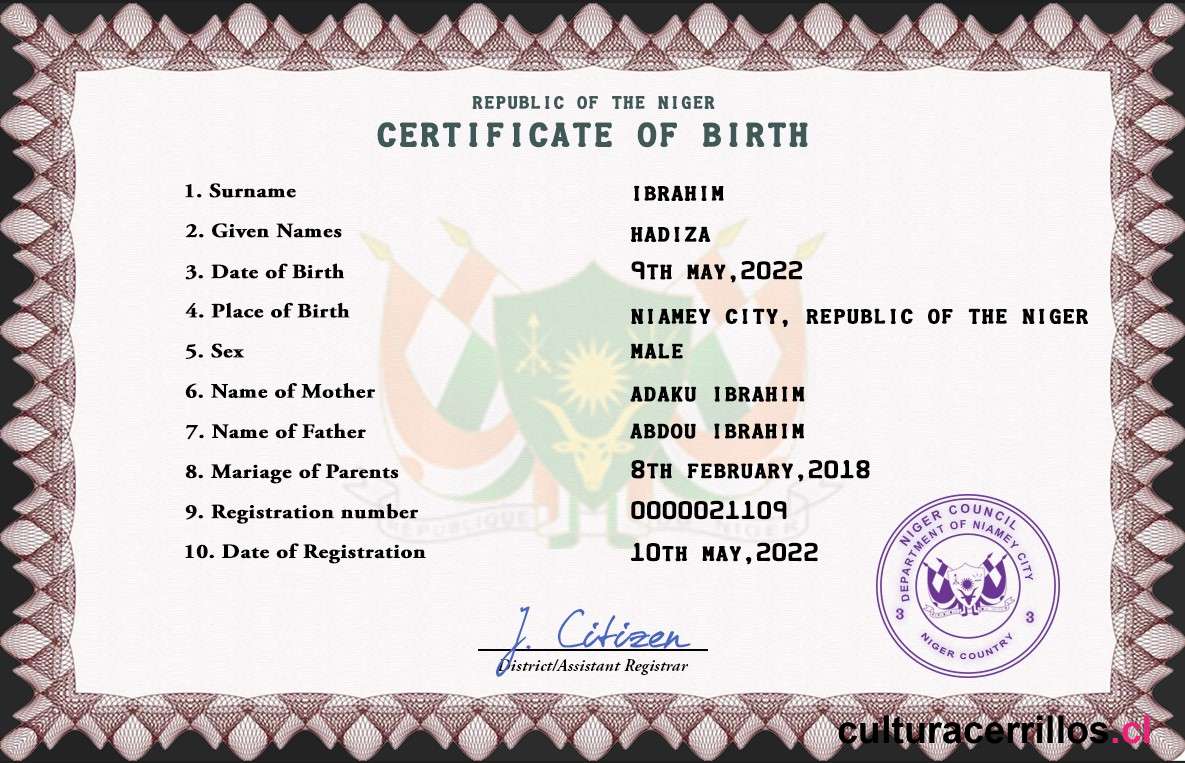 REPUBLIC OF THE NIGER
CERTIFICATE OF BIRTH
1. Surname IBRAHIM
2. Given Names HADIZA
3. Date of Birth 9TH MAY,2022
4. Place of Birth NIAMEY CITY, REPUBLIC OF THE NIGER
5. Sex MALE
6. Name of Mother ADAKU IBRAHIM
7. Name of Father ABDOU IBRAHIM
8. Mariage of Parents 8TH FEBRUARY,2018
9. Registration number 0000021109
10. Date of Registration 10TH MAY,2022
REPUBLIQUE DU NIGER
NIGER COUNCIL
DEPARTMENT OF NIAMEY CITY
3 3
NIGER COUNTRY
J. Citizen
District/Assistant Registrar
culturacerrillos.cl